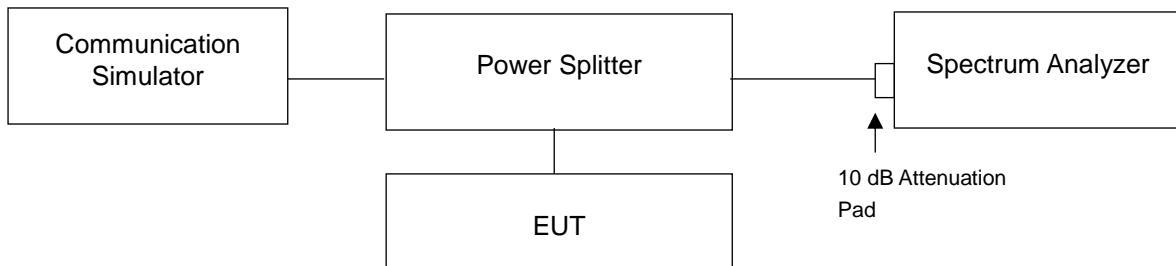 Communication
Simulator
Power Splitter
Spectrum Analyzer
10 dB Attenuation
Pad
EUT